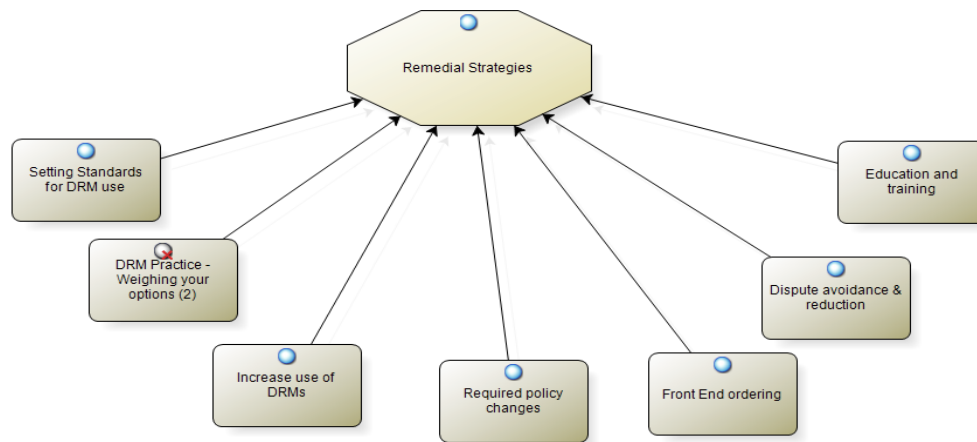 Remedial Strategies
Setting Standards
for DRM use
Education and
training
DRM Practice -
Weighing your
options (2)
Dispute avoidance &
reduction
Increase use of
DRMs
Required policy
changes
Front End ordering